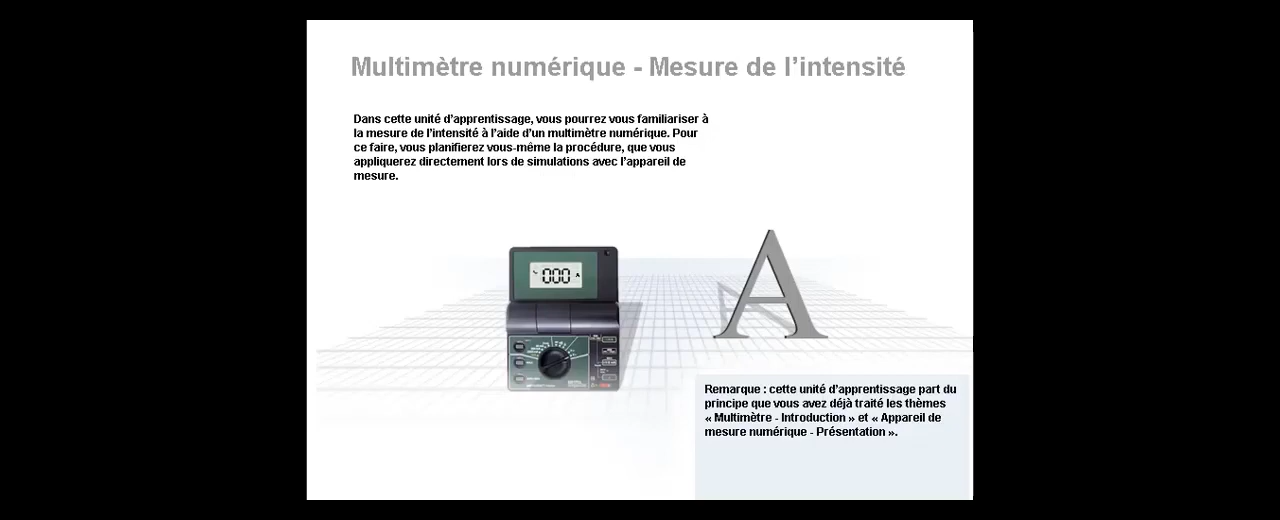 Multimètre numérique - Mesure de l'intensité
Dans cette unité d'apprentissage, vous pourrez vous familiariser à
la mesure de l'intensité à l'aide d'un multimètre numérique. Pour
ce faire, vous planifierez vous-même la procédure, que vous
appliquerez directement lors de simulations avec l'appareil de
mesure.
000
A
Remarque : cette unité d'apprentissage part du
principe que vous avez déjà traité les thèmes
« Multimètre - Introduction » et « Appareil de
mesure numérique - Présentation ».